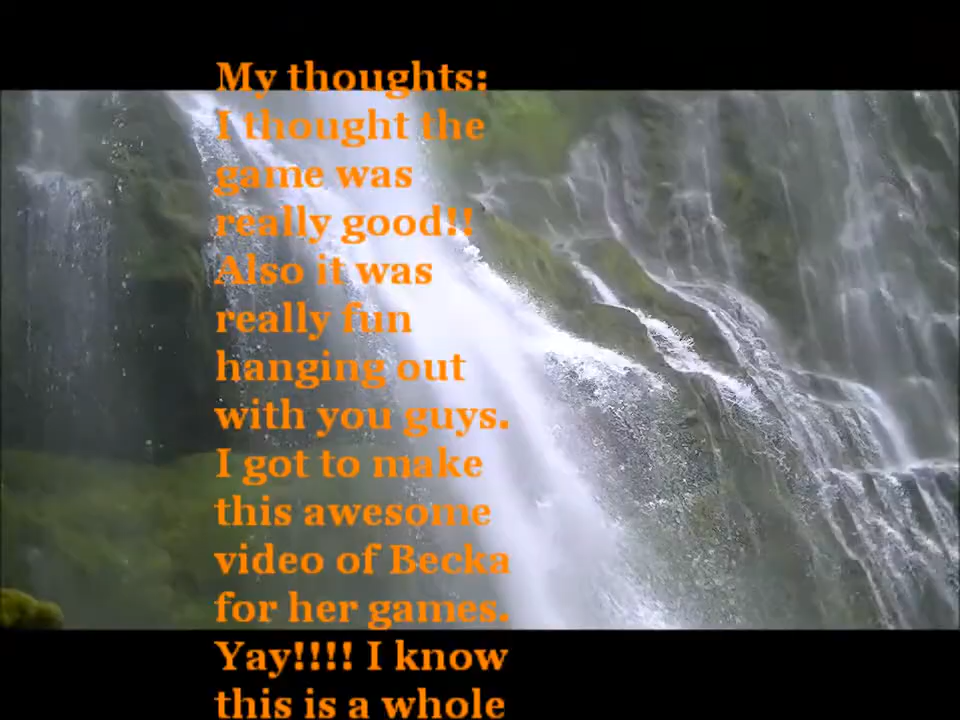 My thoughts:
I thought the
game was
really good!!
Also it was
really fun
hanging out
with you guys.
I got to make
this awesome
video of Becka
for her games.
Yay!!!! I know
this is a whole